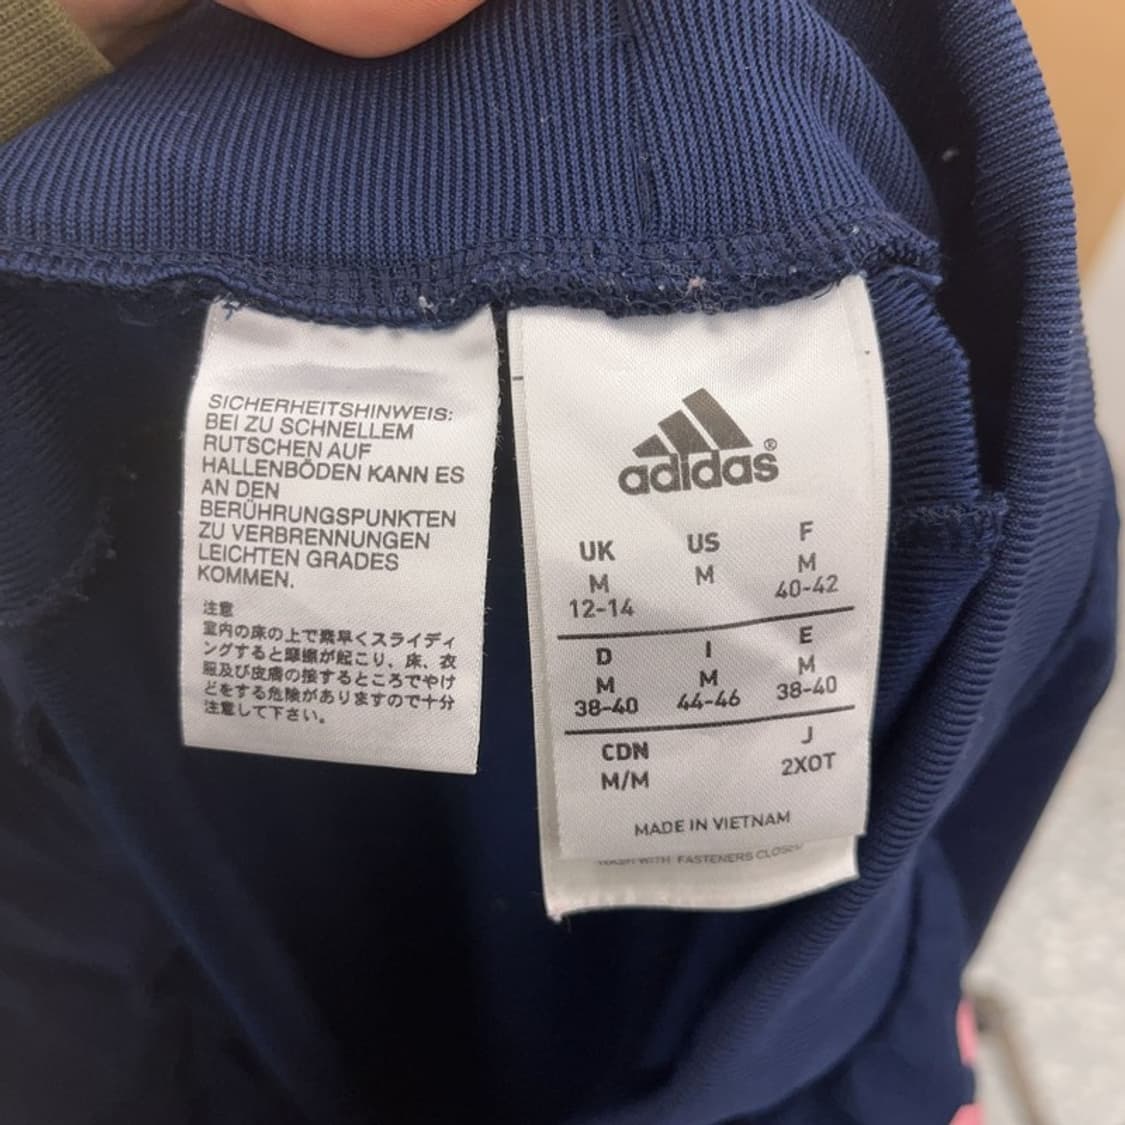 SICHERHEITSHINWEIS:
BEI ZU SCHNELLEM
RUTSCHEN AUF
HALLENBÖDEN KANN ES
AN DEN
BERÜHRUNGSPUNKTEN
ZU VERBRENNUNGEN
LEICHTEN GRADES
KOMMEN.
注意
室内の床の上で素早くスライディ
ングすると摩擦が起こり、床、衣
服及び皮膚の接するところでやけ
どをする危険がありますので十分
注意して下さい。
adidas®
UK US F
M M M
12-14 40-42
D I E
M M M
38-40 44-46 38-40
CDN J
M/M 2XOT
MADE IN VIETNAM
WASH WITH FASTENERS CLOSED